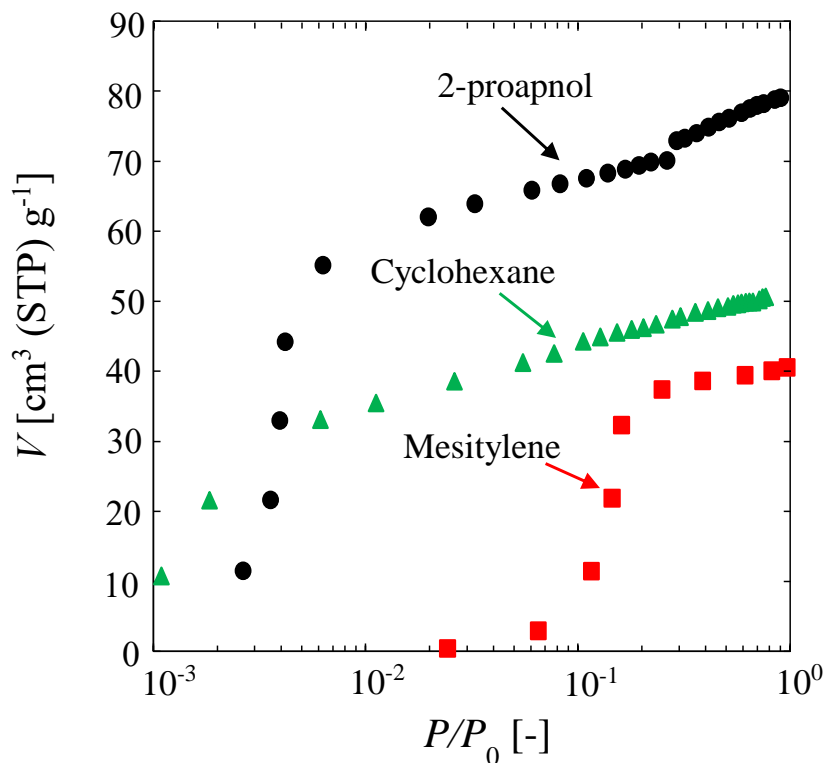 90
80
70
60
50
40
30
20
10
0
V [cm³ (STP) g⁻¹]
2-proapnol
Cyclohexane
Mesitylene
10⁻³
10⁻²
10⁻¹
10⁰
P/P₀ [-]